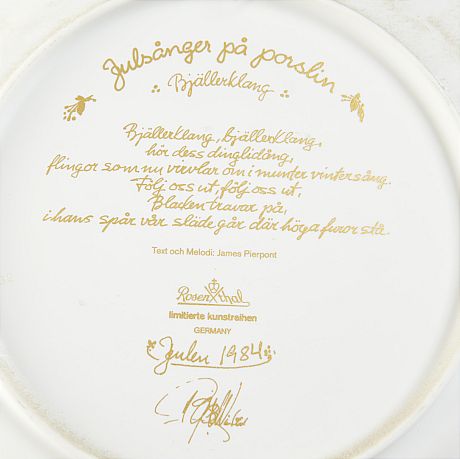 Julsånger på porslin
Bjällerklang
Bjällerklang, bjällerklang,
hör dess dinglidång,
flingor som nu virvlar om i munter vintersång.
Följ oss ut, följ oss ut,
Blacken travar på,
i hans spår vår släde går där höga furor stå.
Text och Melodi: James Pierpont
Rosenthal
limitierte kunstreihen
GERMANY
Julen 1984